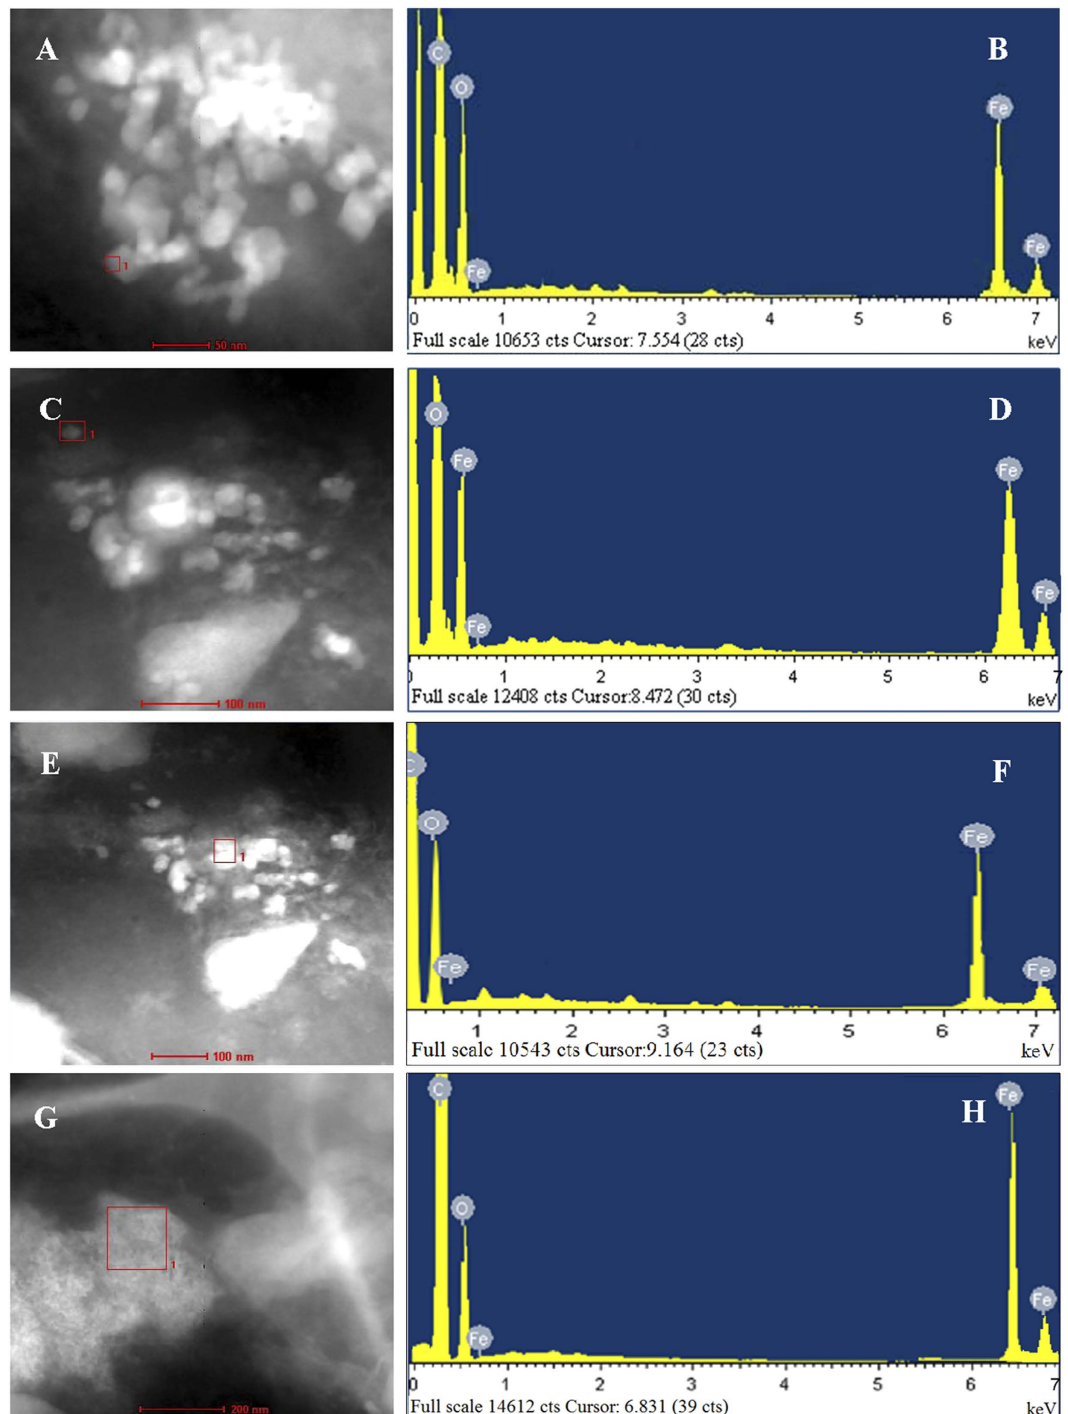 A
1
50 nm
B
C
O
Fe
Fe
Fe
0 1 2 3 4 5 6 7
Full scale 10653 cts Cursor: 7.554 (28 cts)
keV
C
1
100 nm
D
O
Fe
Fe
Fe
Fe
0 1 2 3 4 5 6 7
Full scale 12408 cts Cursor:8.472 (30 cts)
keV
E
1
100 nm
F
C
O
Fe
Fe
Fe
1 2 3 4 5 6 7
Full scale 10543 cts Cursor:9.164 (23 cts)
keV
G
1
200 nm
H
C
O
Fe
Fe
Fe
0 1 2 3 4 5 6 7
Full scale 14612 cts Cursor: 6.831 (39 cts)
keV